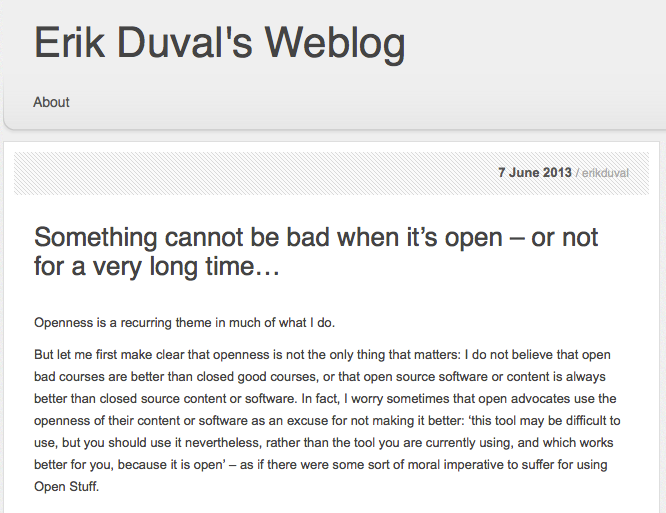 Erik Duval's Weblog
About
7 June 2013 / erikduval
Something cannot be bad when it’s open – or not
for a very long time…
Openness is a recurring theme in much of what I do.
But let me first make clear that openness is not the only thing that matters: I do not believe that open
bad courses are better than closed good courses, or that open source software or content is always
better than closed source content or software. In fact, I worry sometimes that open advocates use the
openness of their content or software as an excuse for not making it better: ‘this tool may be difficult to
use, but you should use it nevertheless, rather than the tool you are currently using, and which works
better for you, because it is open’ – as if there were some sort of moral imperative to suffer for using
Open Stuff.